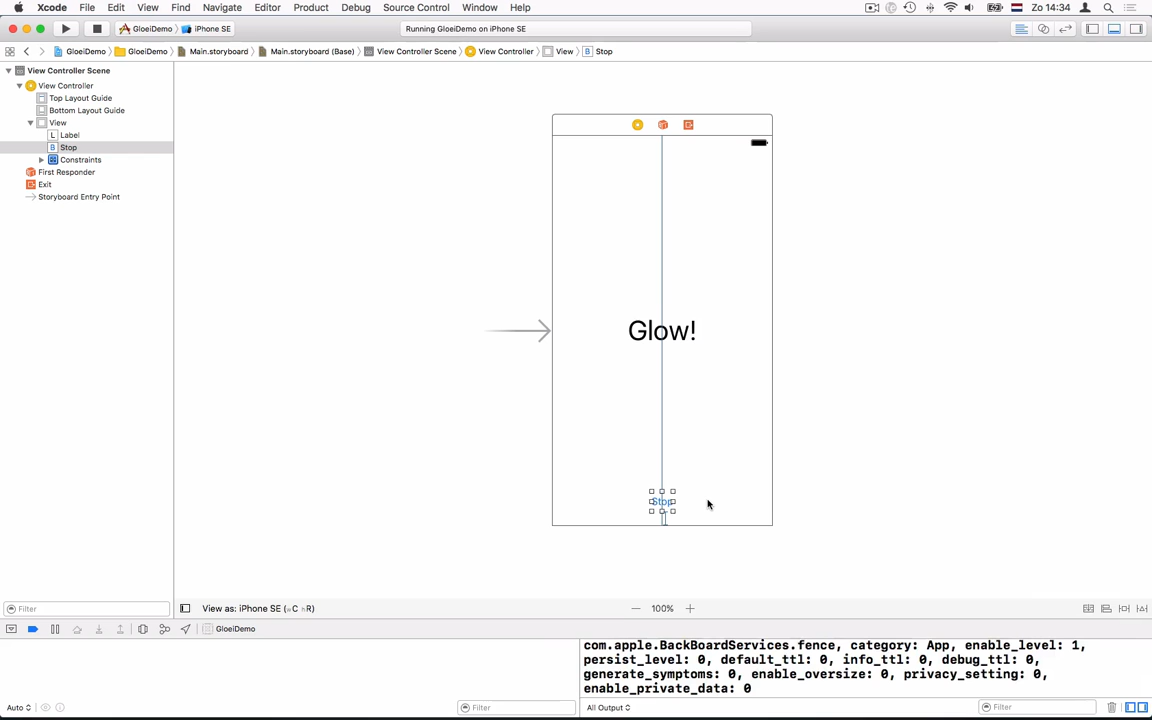 Xcode File Edit View Find Navigate Editor Product Debug Source Control Window Help Zo 14:34
GloeiDemo iPhone SE Running GloeiDemo on iPhone SE
GloeiDemo GloeiDemo Main.storyboard Main.storyboard (Base) View Controller Scene View Controller View B Stop
View Controller Scene
View Controller
Top Layout Guide
Bottom Layout Guide
View
L Label
B Stop
Constraints
First Responder
Exit
Storyboard Entry Point
Glow!
Stop
Filter
View as: iPhone SE
100%
GloeiDemo
com.apple.BackBoardServices.fence, category: App, enable_level: 1,
persist_level: 0, default_ttl: 0, info_ttl: 0, debug_ttl: 0,
generate_symptoms: 0, enable_oversize: 0, privacy_setting: 0,
enable_private_data: 0
Auto Filter All Output Filter